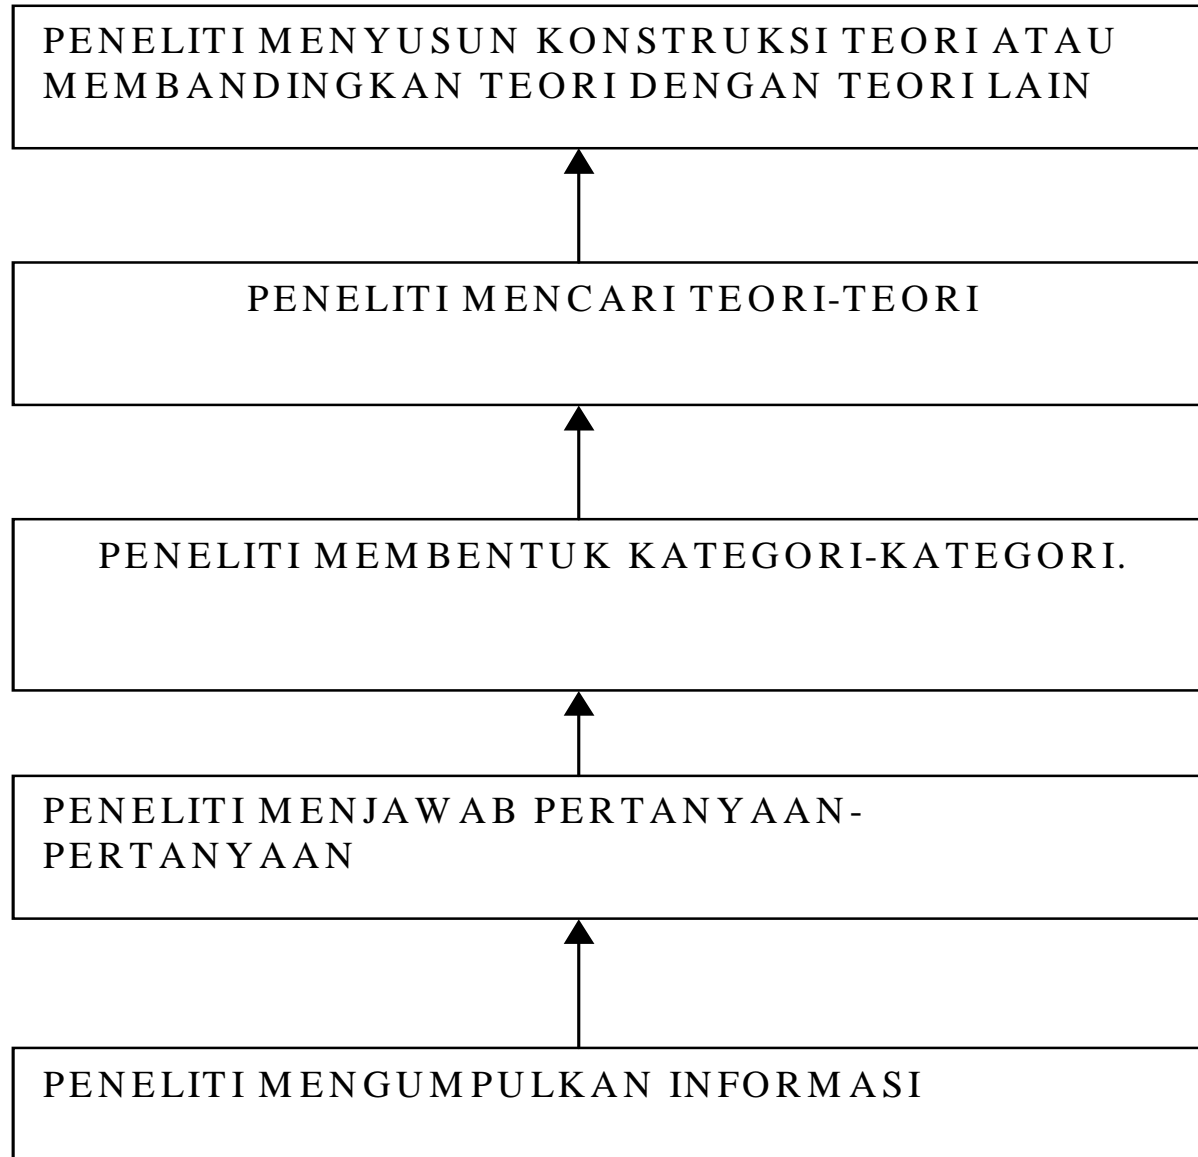 PENELITI MENYUSUN KONSTRUKSI TEORI ATAU
MEMBANDINGKAN TEORI DENGAN TEORI LAIN
PENELITI MENCARI TEORI-TEORI
PENELITI MEMBENTUK KATEGORI-KATEGORI.
PENELITI MENJAWAB PERTANYAAN-
PERTANYAAN
PENELITI MENGUMPULKAN INFORMASI